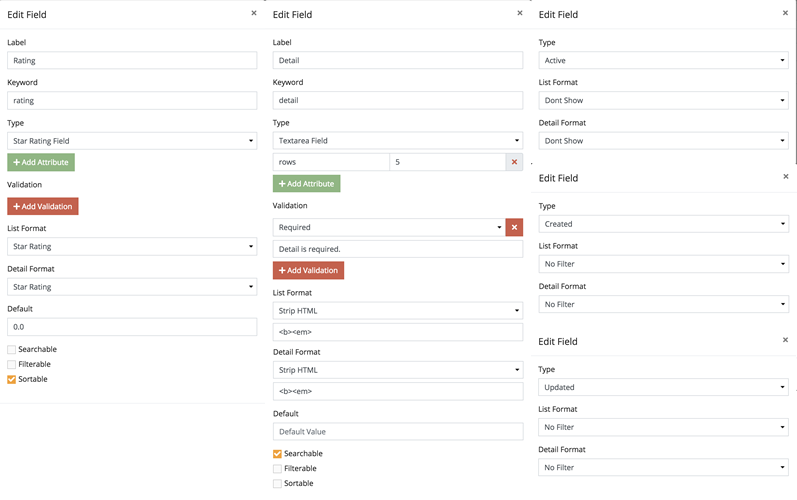 Edit Field ×
Label
Rating
Keyword
rating
Type
Star Rating Field
+ Add Attribute
Validation
+ Add Validation
List Format
Star Rating
Detail Format
Star Rating
Default
0.0
Searchable
Filterable
Sortable
Edit Field ×
Label
Detail
Keyword
detail
Type
Textarea Field
rows 5 ×
+ Add Attribute
Validation
Required ×
Detail is required.
+ Add Validation
List Format
Strip HTML
<b><em>
Detail Format
Strip HTML
<b><em>
Default
Default Value
Searchable
Filterable
Sortable
Edit Field ×
Type
Active
List Format
Dont Show
Detail Format
Dont Show
Edit Field ×
Type
Created
List Format
No Filter
Detail Format
No Filter
Edit Field ×
Type
Updated
List Format
No Filter
Detail Format
No Filter